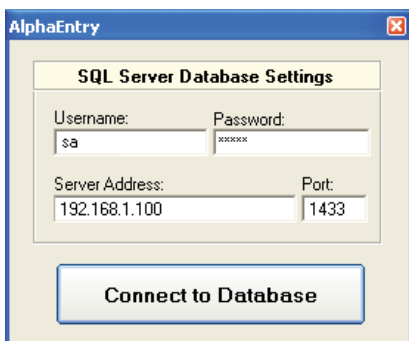 AlphaEntry
SQL Server Database Settings
Username: Password:
sa *****
Server Address: Port:
192.168.1.100 1433
Connect to Database